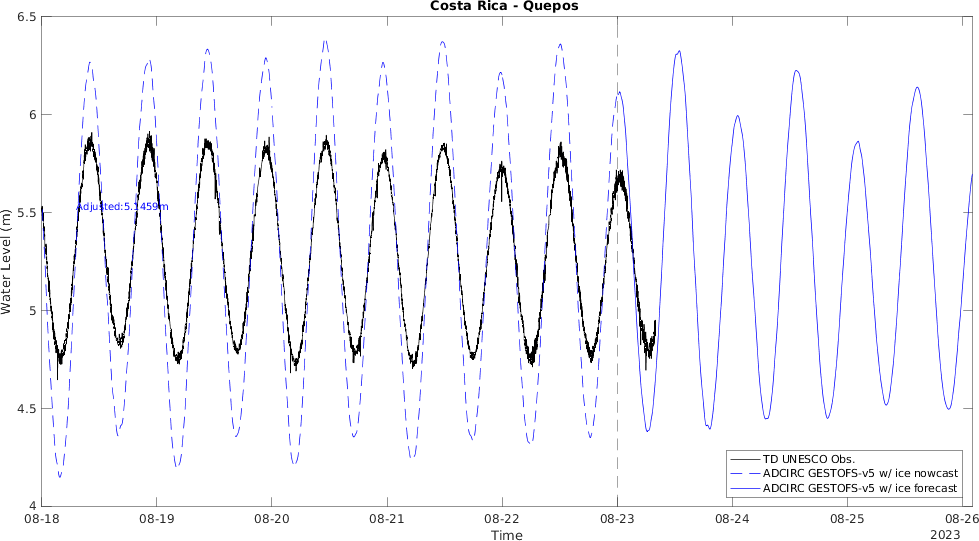 Costa Rica - Quepos
6.5
6
5.5
5
4.5
4
Water Level (m)
Adjusted:5.1459m
TD UNESCO Obs.
ADCIRC GESTOFS-v5 w/ ice nowcast
ADCIRC GESTOFS-v5 w/ ice forecast
08-18
08-19
08-20
08-21
08-22
08-23
08-24
08-25
08-26
Time
2023